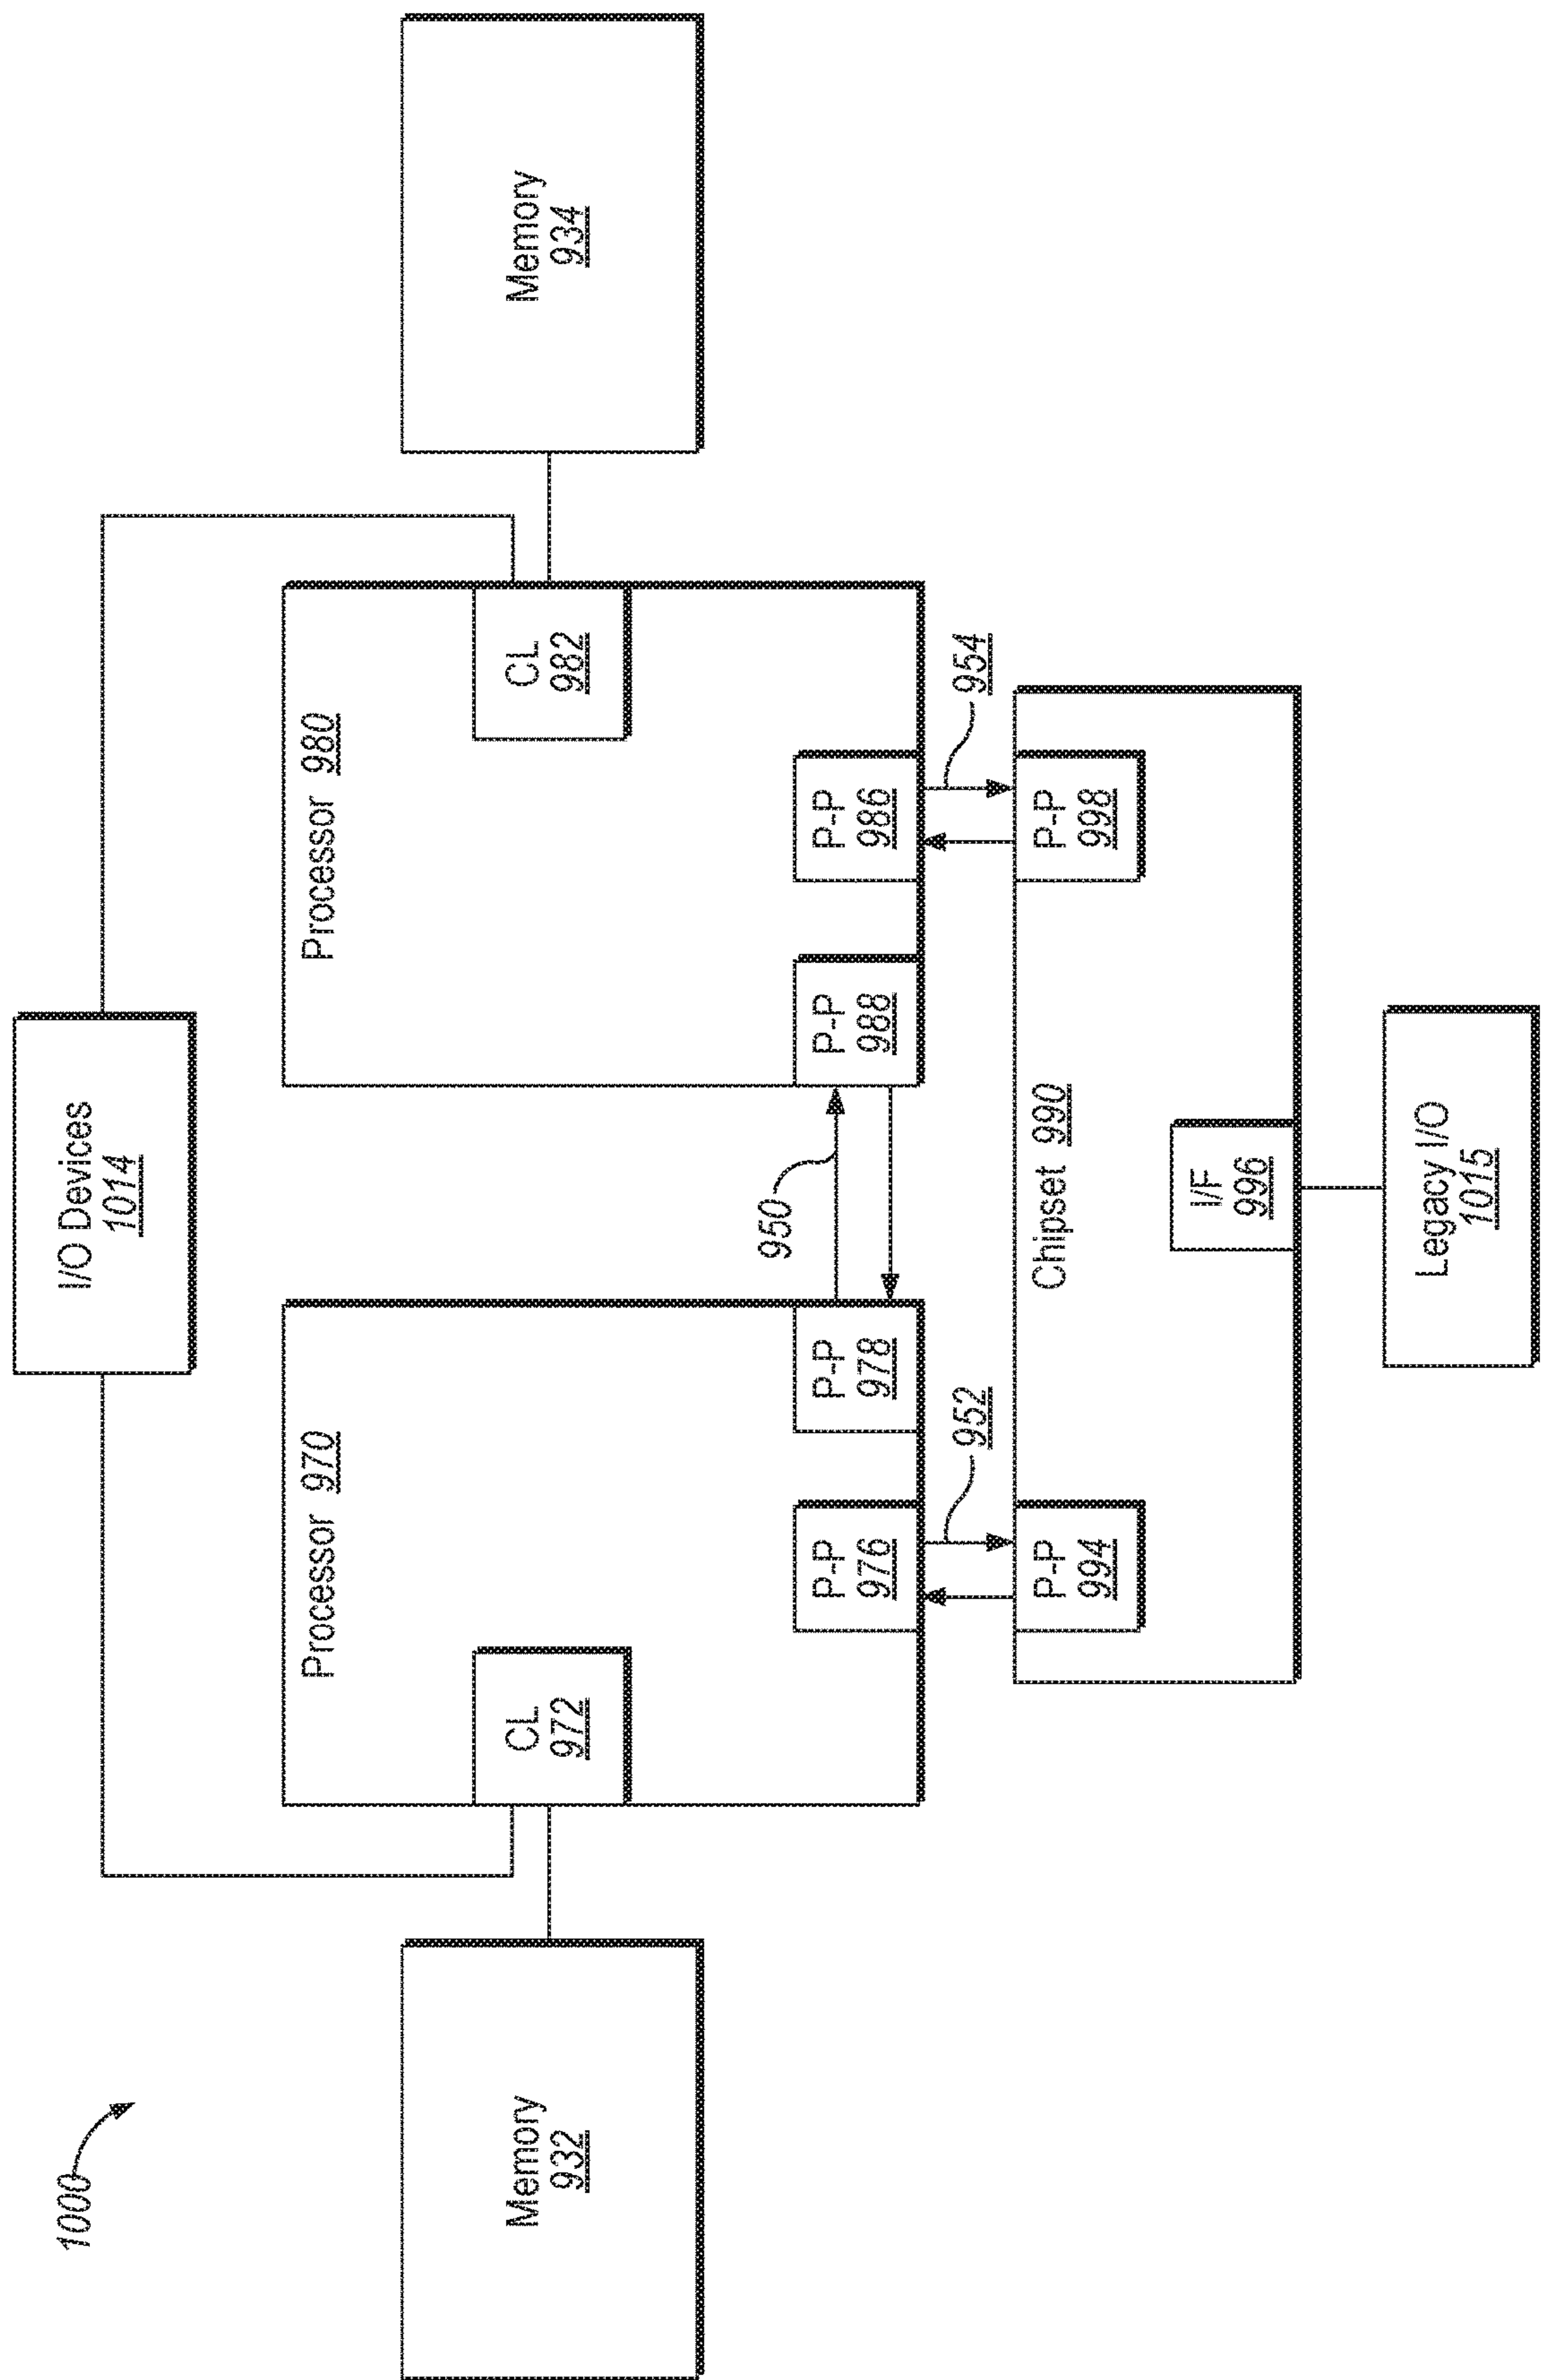 1000
I/O Devices
1014
Processor 970
Processor 980
Memory
932
CL
972
CL
982
Memory
934
950
P-P
976
P-P
978
P-P
988
P-P
986
952
954
P-P
994
Chipset 990
P-P
998
I/F
996
Legacy I/O
1015